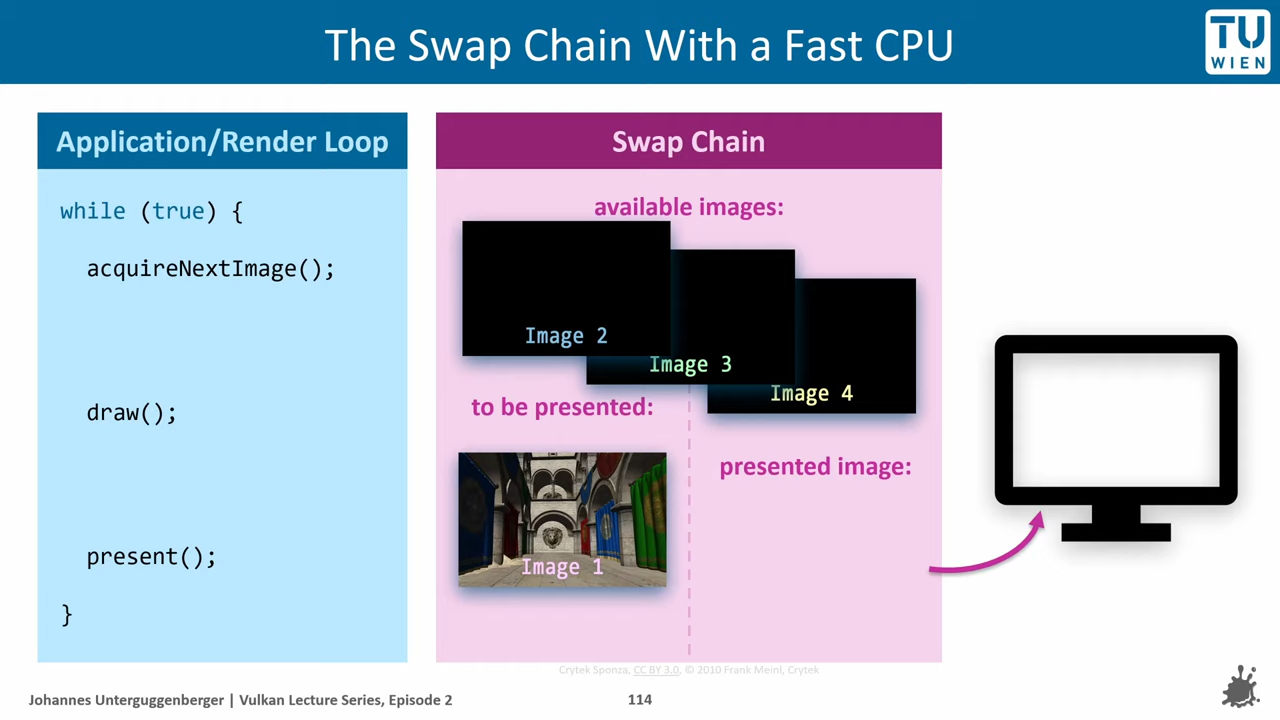 The Swap Chain With a Fast CPU
TU
WIEN
Application/Render Loop
while (true) {
acquireNextImage();
draw();
present();
}
Swap Chain
available images:
Image 2
Image 3
Image 4
to be presented:
presented image:
Image 1
Crytek Sponza, CC BY 3.0, © 2010 Frank Meinl, Crytek
Johannes Unterguggenberger | Vulkan Lecture Series, Episode 2
114